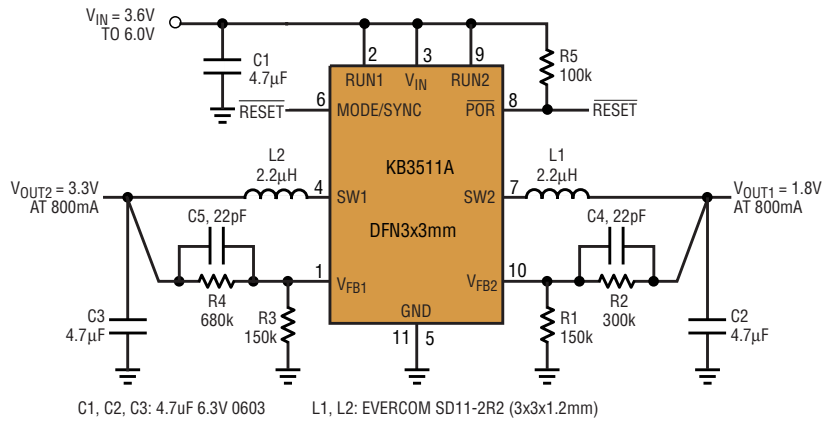 VIN = 3.6V
TO 6.0V
C1
4.7µF
2
3
9
RUN1
VIN
RUN2
R5
100k
RESET
6
MODE/SYNC
POR
8
RESET
KB3511A
DFN3x3mm
L2
2.2µH
L1
2.2µH
VOUT2 = 3.3V
AT 800mA
4
SW1
SW2
7
VOUT1 = 1.8V
AT 800mA
C5, 22pF
C4, 22pF
1
VFB1
VFB2
10
R4
680k
R2
300k
C3
4.7µF
R3
150k
GND
11
5
R1
150k
C2
4.7µF
C1, C2, C3: 4.7uF 6.3V 0603
L1, L2: EVERCOM SD11-2R2 (3x3x1.2mm)